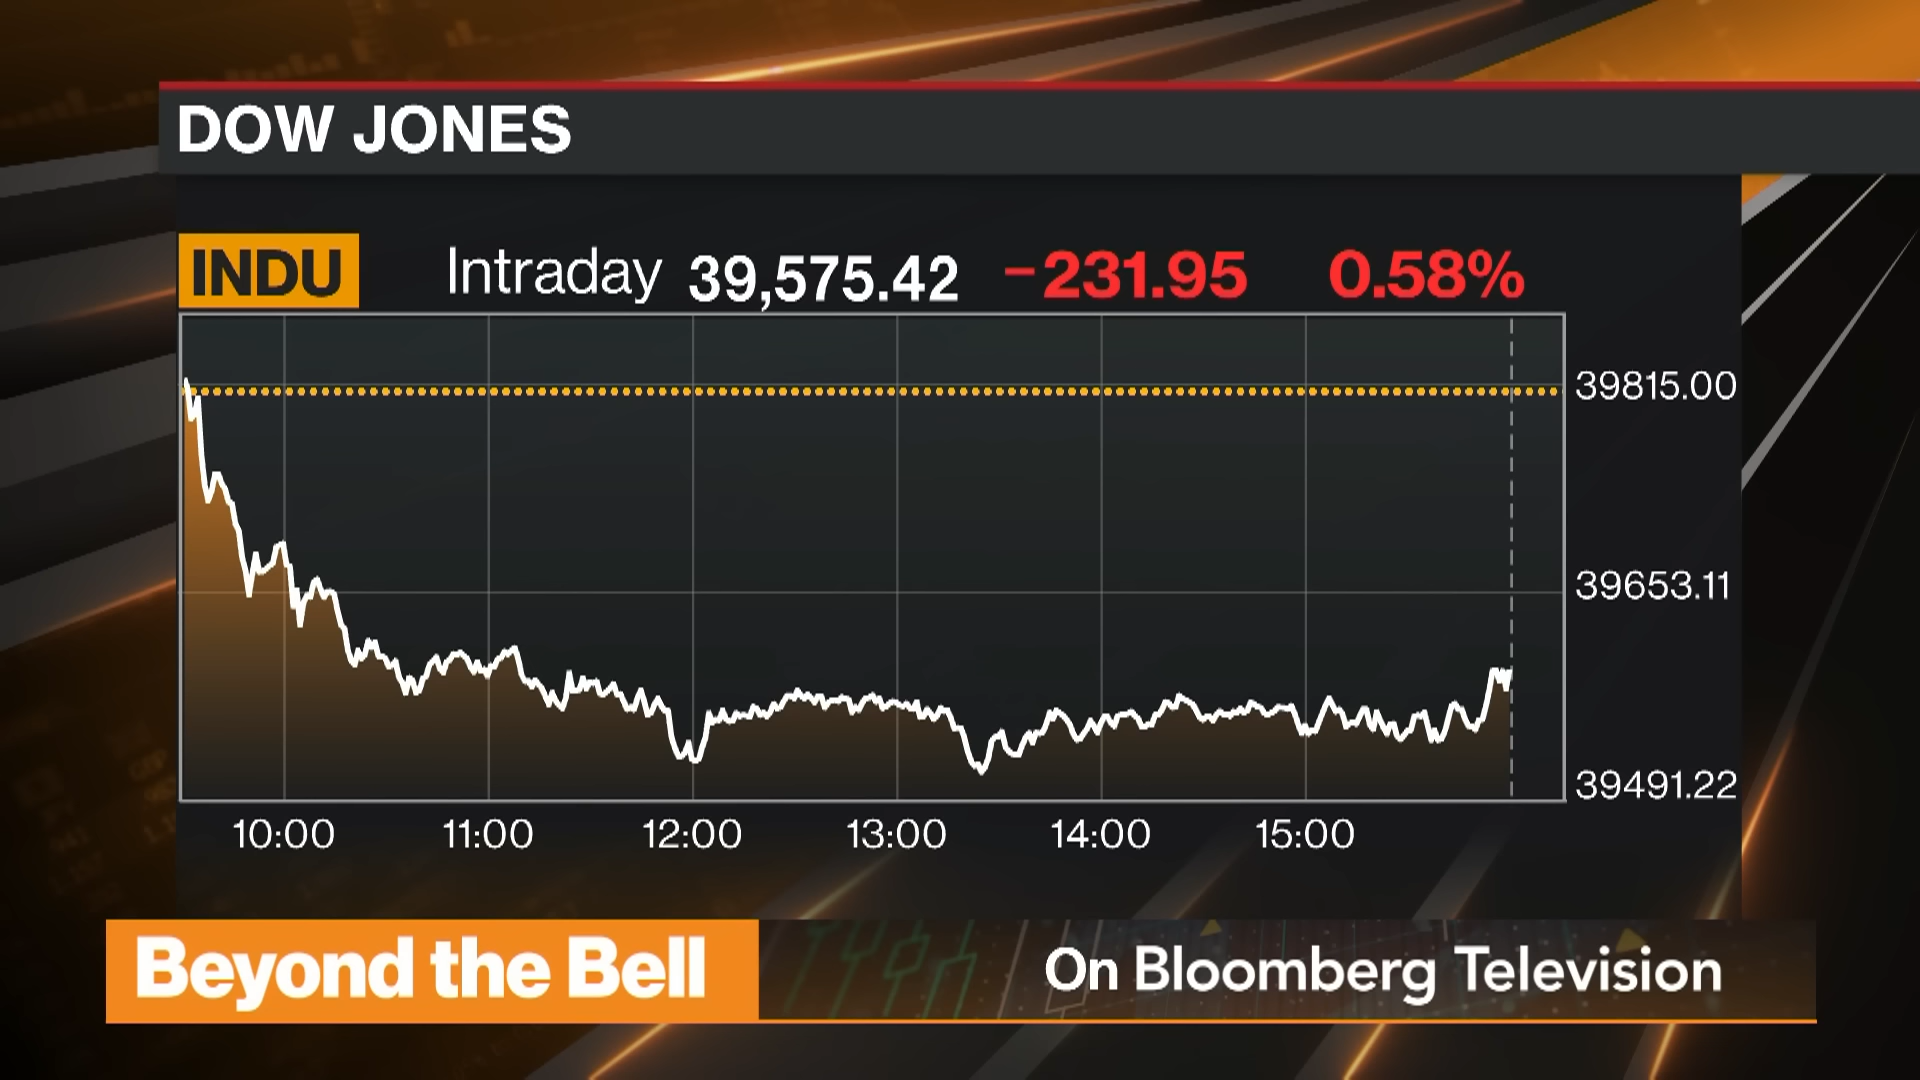 DOW JONES
INDU Intraday 39,575.42 −231.95 0.58%
39815.00
39653.11
39491.22
10:00 11:00 12:00 13:00 14:00 15:00
Beyond the Bell On Bloomberg Television